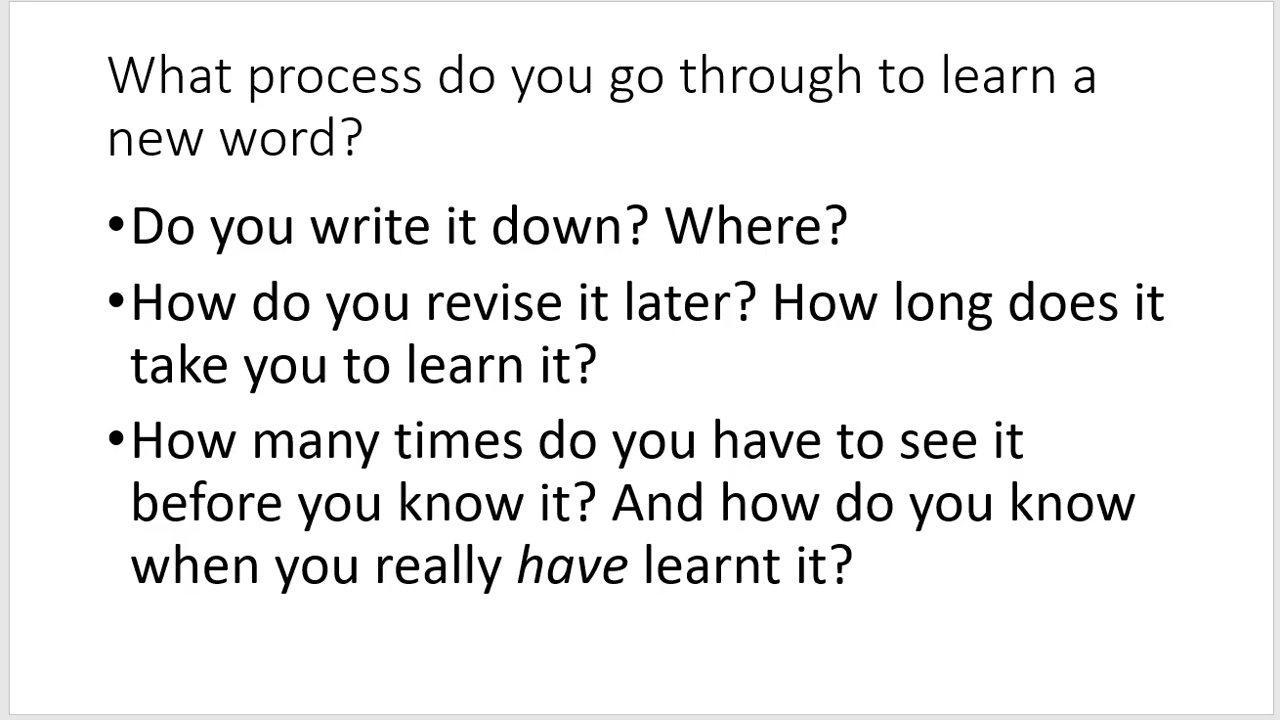 What process do you go through to learn a
new word?
•Do you write it down? Where?
•How do you revise it later? How long does it
take you to learn it?
•How many times do you have to see it
before you know it? And how do you know
when you really have learnt it?